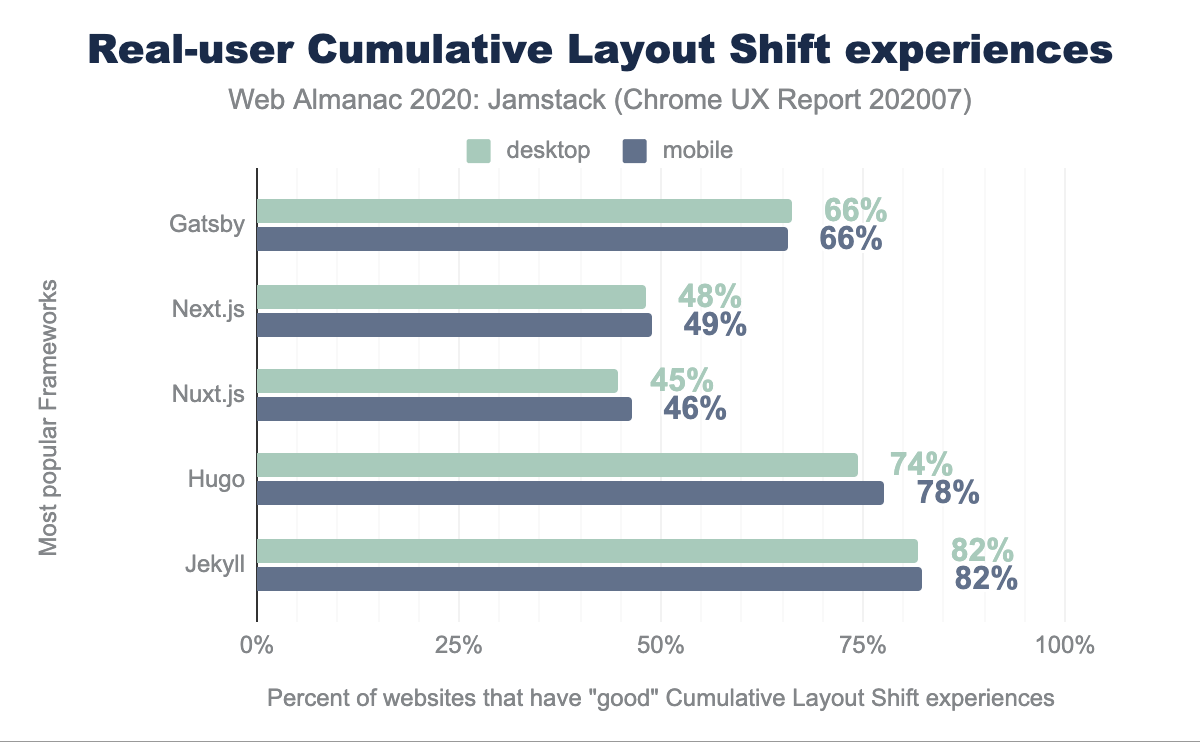 Real-user Cumulative Layout Shift experiences
Web Almanac 2020: Jamstack (Chrome UX Report 202007)
desktop mobile
Most popular Frameworks
Gatsby
66%
66%
Next.js
48%
49%
Nuxt.js
45%
46%
Hugo
74%
78%
Jekyll
82%
82%
0% 25% 50% 75% 100%
Percent of websites that have "good" Cumulative Layout Shift experiences